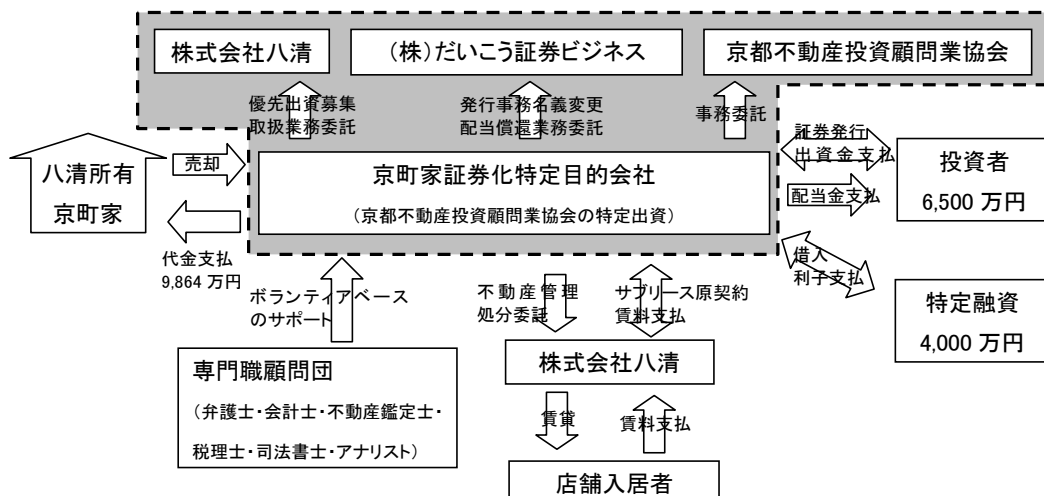 株式会社八清
(株)だいこう証券ビジネス
京都不動産投資顧問業協会
優先出資募集
取扱業務委託
発行事務名義変更
配当償還業務委託
事務委託
八清所有
京町家
売却
京町家証券化特定目的会社
(京都不動産投資顧問業協会の特定出資)
証券発行
出資金支払
配当金支払
投資者
6,500 万円
代金支払
9,864 万円
借入
利子支払
特定融資
4,000 万円
ボランティアベース
のサポート
不動産管理
処分委託
サブリース原契約
賃料支払
専門職顧問団
(弁護士・会計士・不動産鑑定士・
税理士・司法書士・アナリスト)
株式会社八清
賃貸
賃料支払
店舗入居者